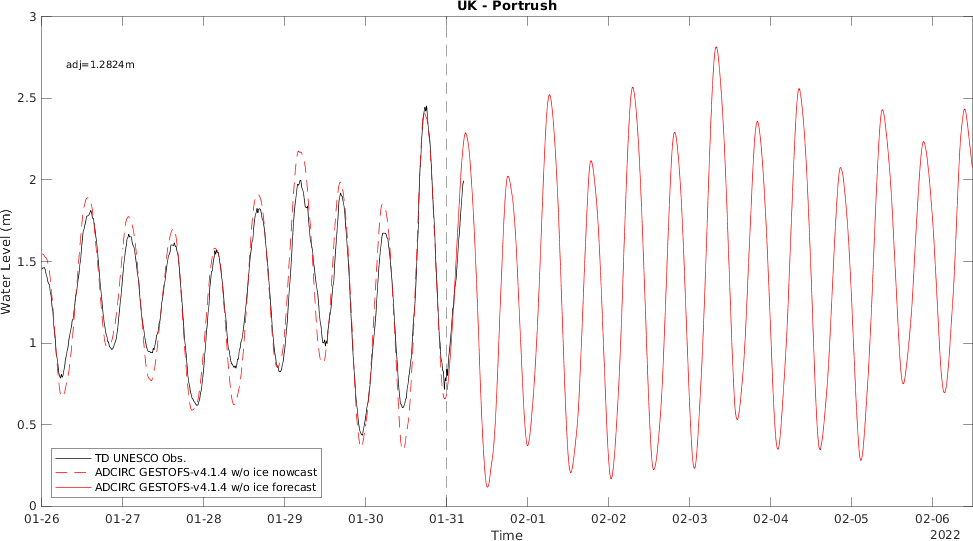 UK - Portrush
3
adj=1.2824m
2.5
2
1.5
1
0.5
0
Water Level (m)
TD UNESCO Obs.
ADCIRC GESTOFS-v4.1.4 w/o ice nowcast
ADCIRC GESTOFS-v4.1.4 w/o ice forecast
01-26 01-27 01-28 01-29 01-30 01-31 02-01 02-02 02-03 02-04 02-05 02-06
Time
2022